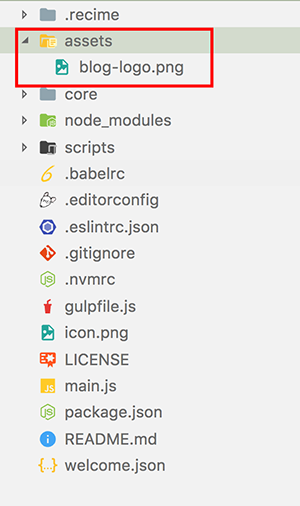 .recime
assets
blog-logo.png
core
node_modules
scripts
.babelrc
.editorconfig
.eslintrc.json
.gitignore
.nvmrc
gulpfile.js
icon.png
LICENSE
main.js
package.json
README.md
welcome.json